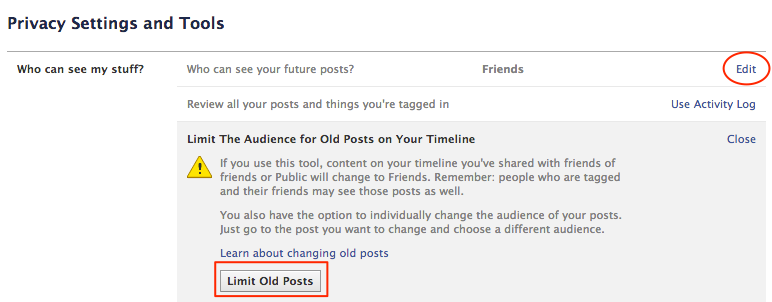 Privacy Settings and Tools
Who can see my stuff? Who can see your future posts? Friends Edit
Review all your posts and things you're tagged in Use Activity Log
Limit The Audience for Old Posts on Your Timeline Close
If you use this tool, content on your timeline you've shared with friends of
friends or Public will change to Friends. Remember: people who are tagged
and their friends may see those posts as well.
You also have the option to individually change the audience of your posts.
Just go to the post you want to change and choose a different audience.
Learn about changing old posts
Limit Old Posts